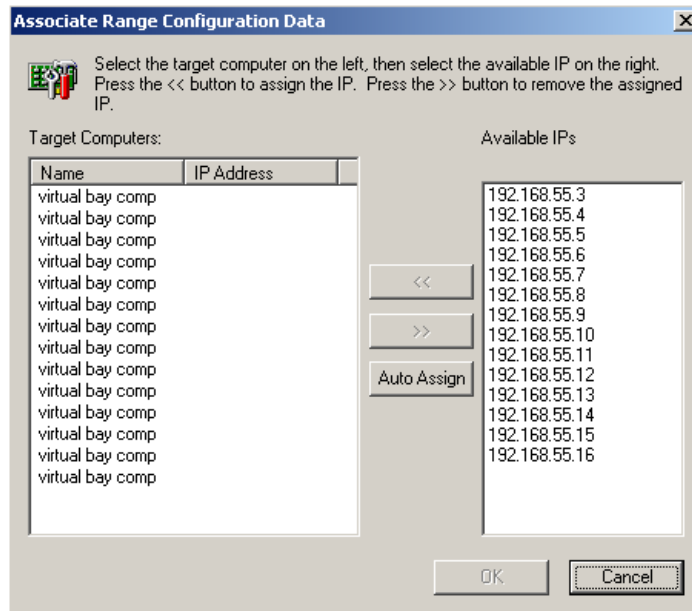 Associate Range Configuration Data
Select the target computer on the left, then select the available IP on the right.
Press the << button to assign the IP.  Press the >> button to remove the assigned
IP.
Target Computers:
Available IPs
Name IP Address
virtual bay comp
virtual bay comp
virtual bay comp
virtual bay comp
virtual bay comp
virtual bay comp
virtual bay comp
virtual bay comp
virtual bay comp
virtual bay comp
virtual bay comp
virtual bay comp
virtual bay comp
virtual bay comp
<<
>>
Auto Assign
192.168.55.3
192.168.55.4
192.168.55.5
192.168.55.6
192.168.55.7
192.168.55.8
192.168.55.9
192.168.55.10
192.168.55.11
192.168.55.12
192.168.55.13
192.168.55.14
192.168.55.15
192.168.55.16
OK
Cancel